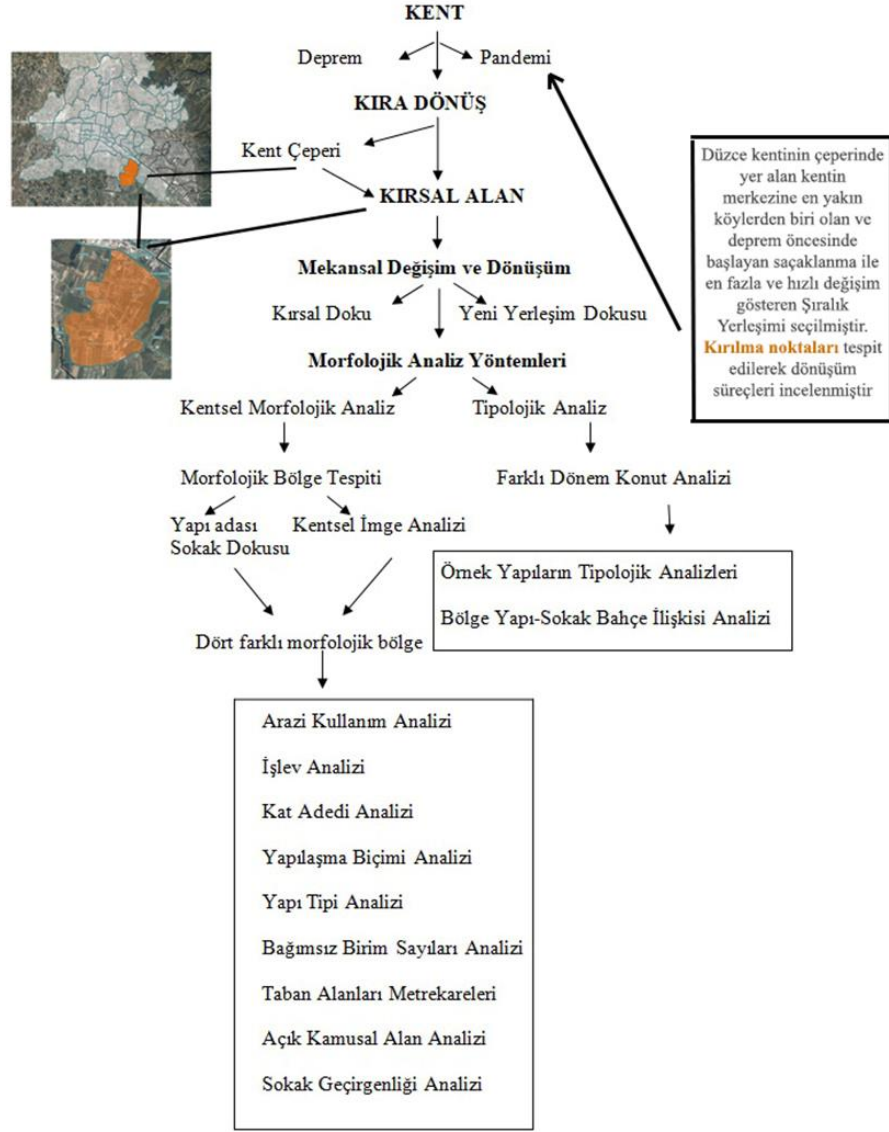 KENT
Deprem
Pandemi
KIRA DÖNÜŞ
Kent Çeperi
KIRSAL ALAN
Düzce kentinin çeperinde
yer alan kentin
merkezine en yakın
köylerden biri olan ve
deprem öncesinde
başlayan saçaklanma ile
en fazla ve hızlı değişim
gösteren Şıralık
Yerleşimi seçilmiştir.
Kırılma noktaları tespit
edilerek dönüşüm
süreçleri incelenmiştir
Mekansal Değişim ve Dönüşüm
Kırsal Doku
Yeni Yerleşim Dokusu
Morfolojik Analiz Yöntemleri
Kentsel Morfolojik Analiz
Tipolojik Analiz
Morfolojik Bölge Tespiti
Farklı Dönem Konut Analizi
Yapı adası
Sokak Dokusu
Kentsel İmge Analizi
Örnek Yapıların Tipolojik Analizleri
Bölge Yapı-Sokak Bahçe İlişkisi Analizi
Dört farklı morfolojik bölge
Arazi Kullanım Analizi
İşlev Analizi
Kat Adedi Analizi
Yapılaşma Biçimi Analizi
Yapı Tipi Analizi
Bağımsız Birim Sayıları Analizi
Taban Alanları Metrekareleri
Açık Kamusal Alan Analizi
Sokak Geçirgenliği Analizi